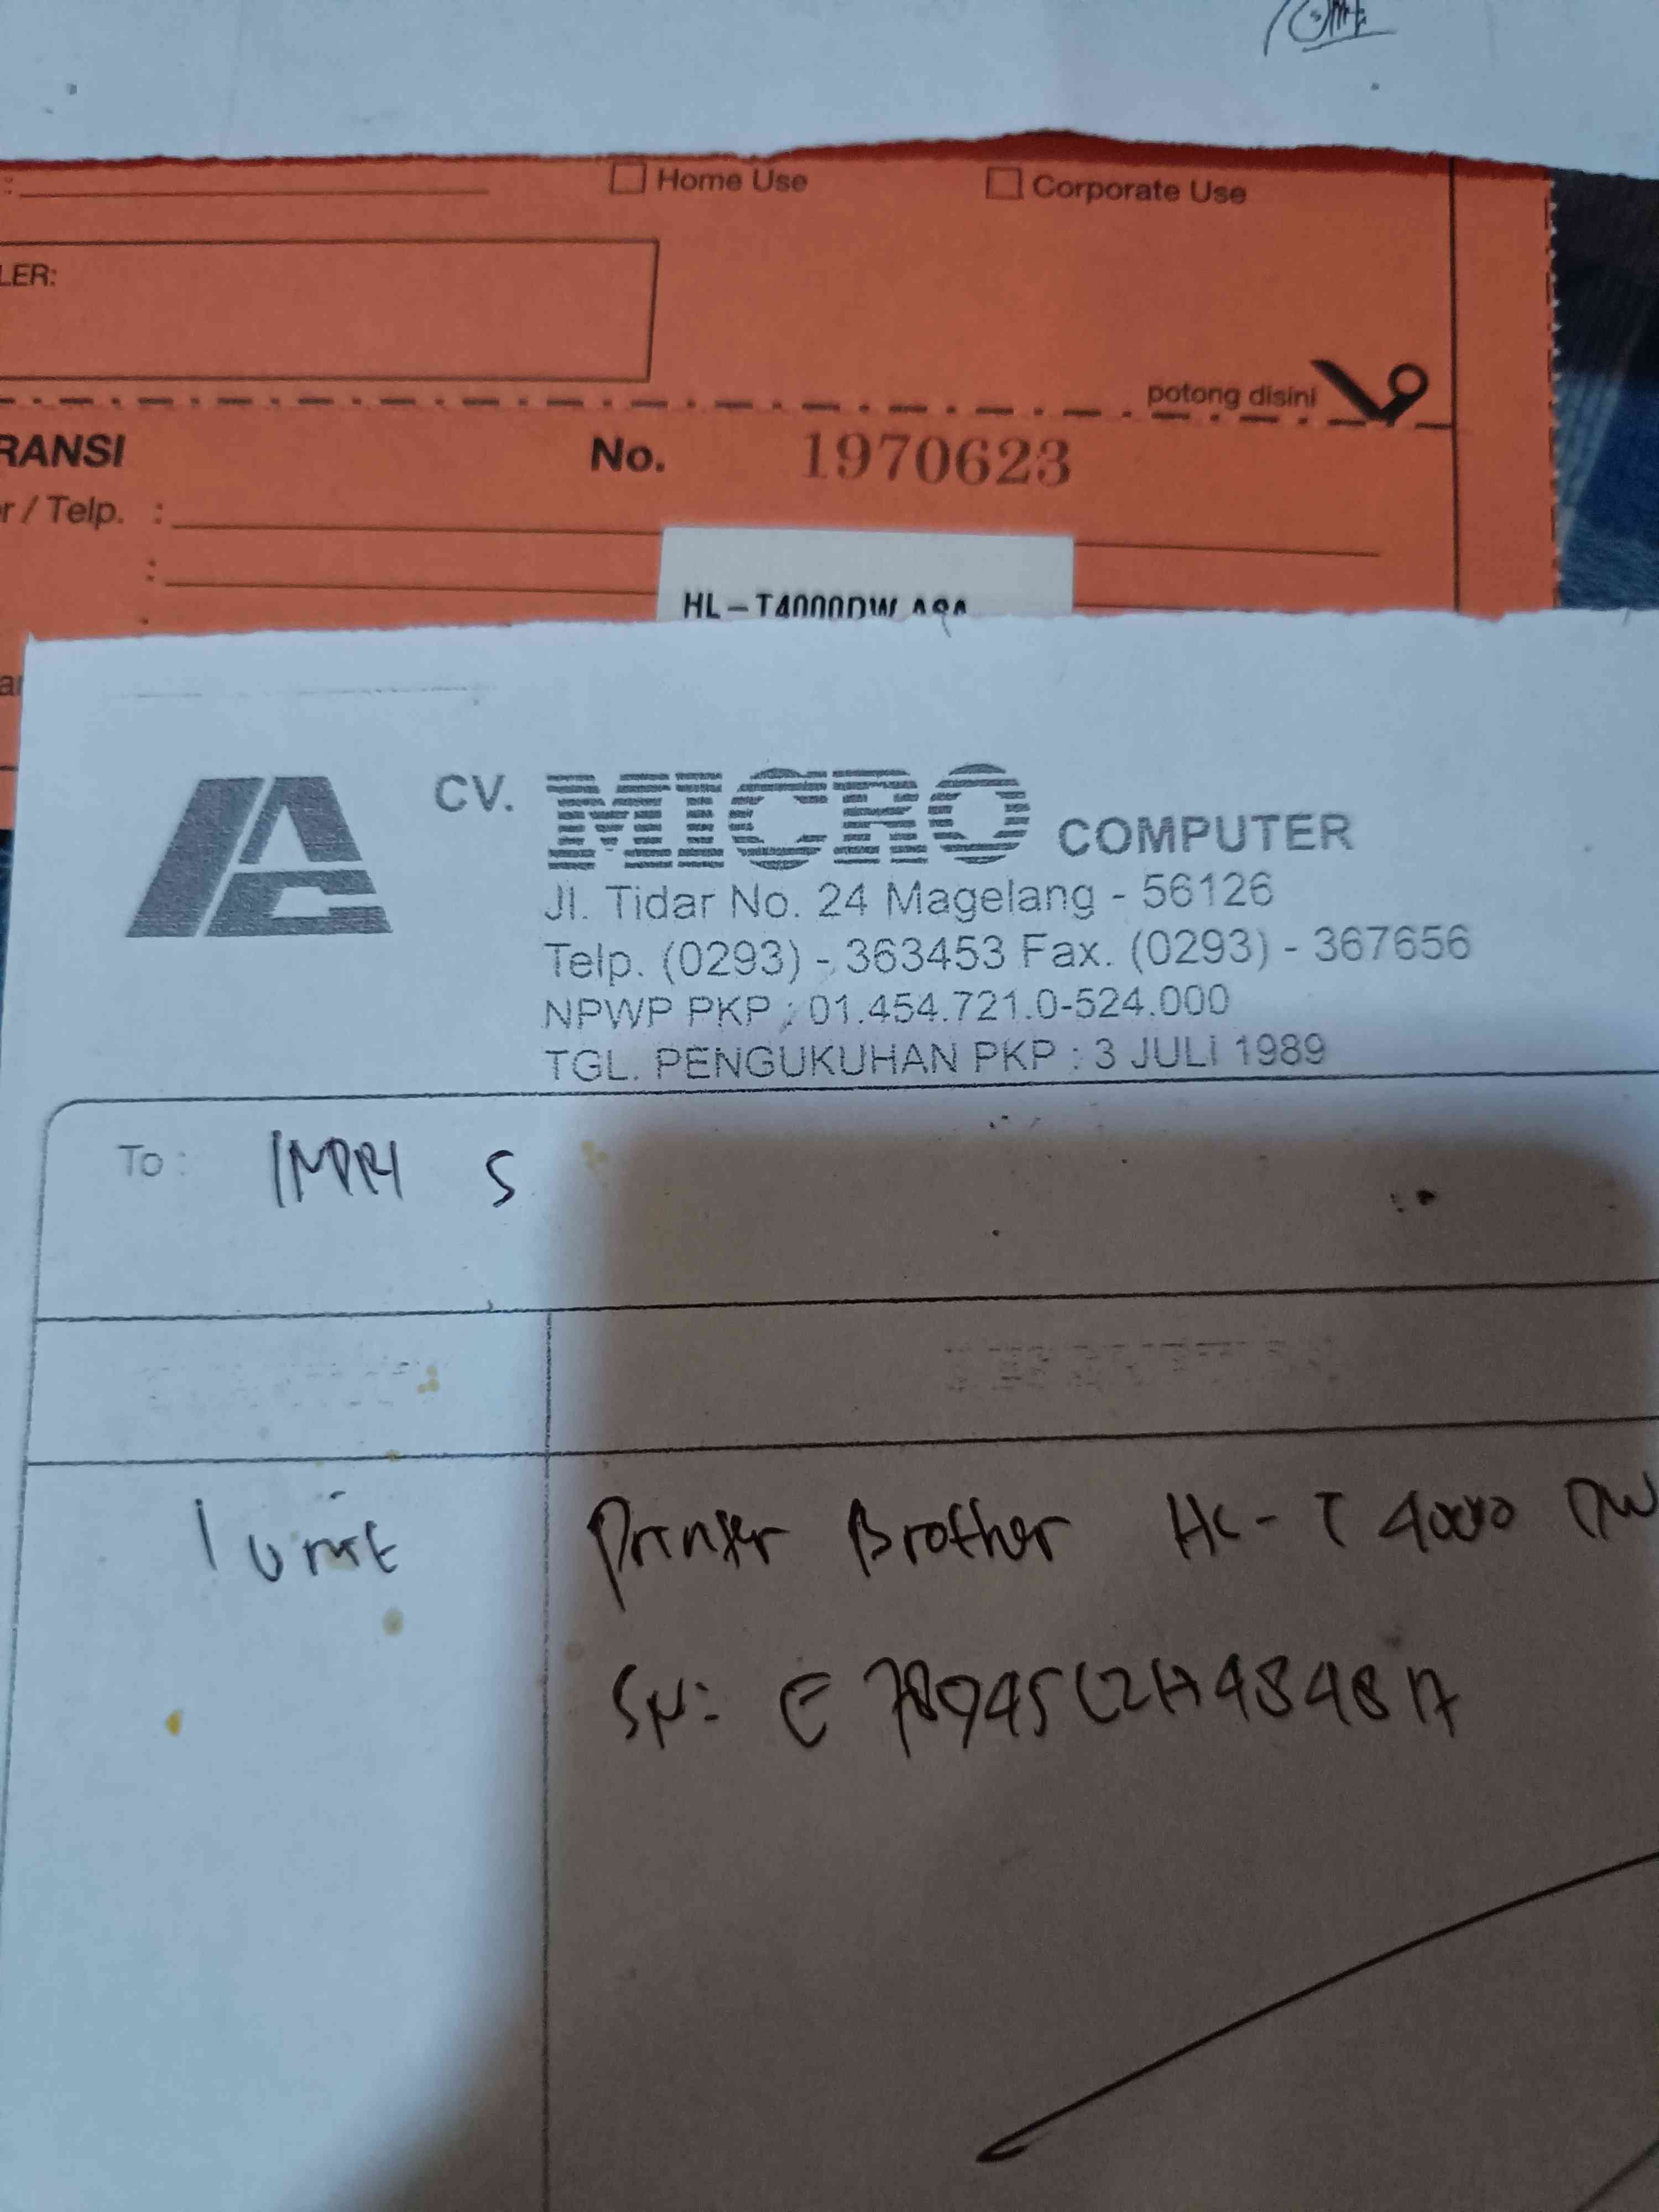 Home Use
Corporate Use
LER:
potong disini
RANSI No. 1970623
r / Telp. :
:
HL-T4000DW
CV. MICRO COMPUTER
Jl. Tidar No. 24 Magelang - 56126
Telp. (0293) - 363453 Fax. (0293) - 367656
NPWP PKP : 01.454.721.0-524.000
TGL. PENGUKUHAN PKP : 3 JULI 1989
To: S
1 unit Printer Brother HL-T 4000 DW
SN: